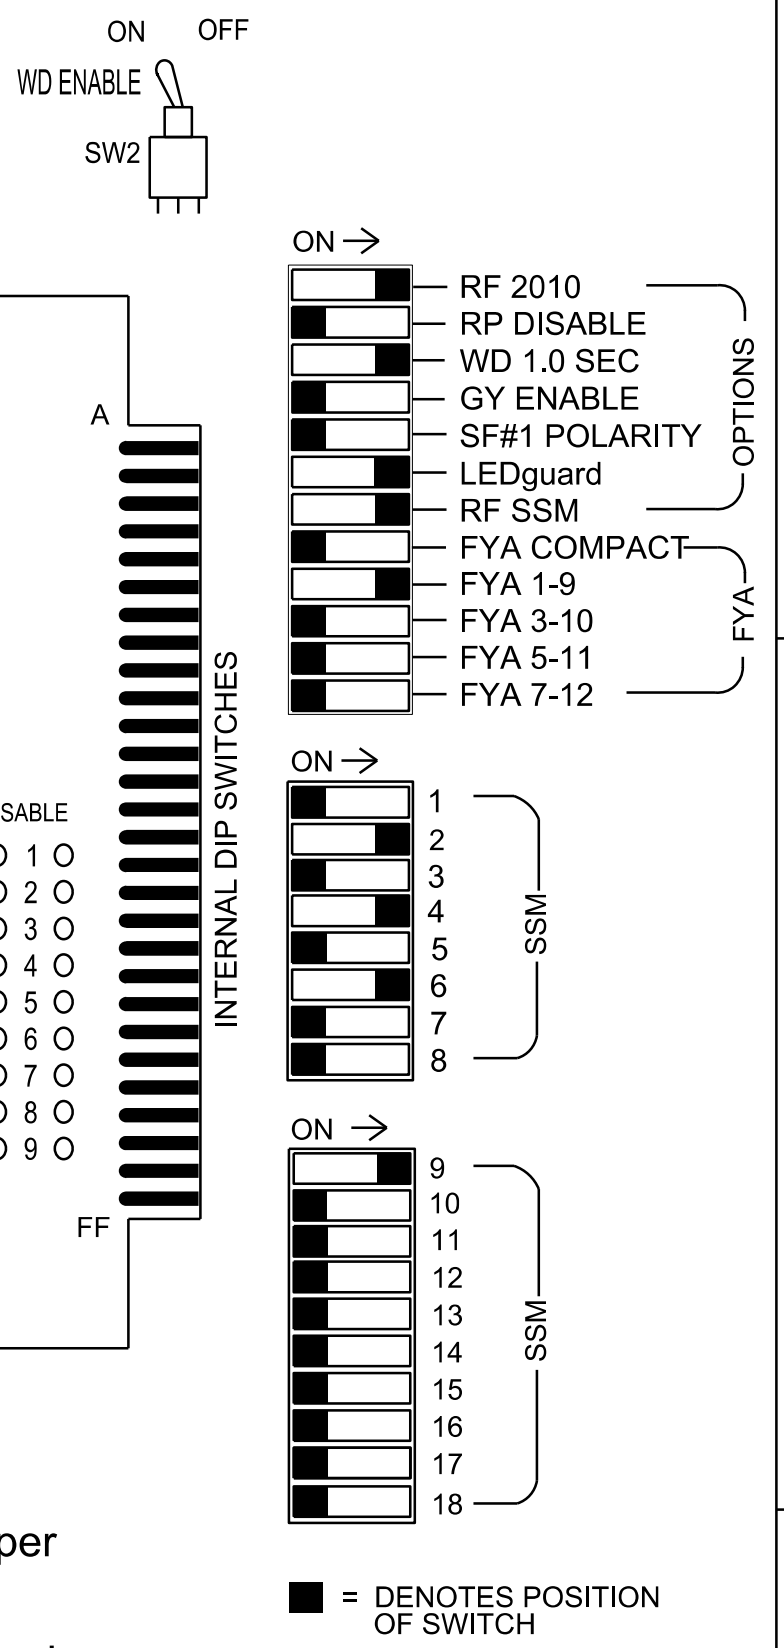 ON OFF
WD ENABLE
SW2
ON
RF 2010
RP DISABLE
WD 1.0 SEC
GY ENABLE
SF#1 POLARITY
LEDguard
RF SSM
OPTIONS
FYA COMPACT
FYA 1-9
FYA 3-10
FYA 5-11
FYA 7-12
FYA
A
FF
INTERNAL DIP SWITCHES
SABLE
1
2
3
4
5
6
7
8
9
ON
1
2
3
4
5
6
7
8
SSM
ON
9
10
11
12
13
14
15
16
17
18
SSM
per
= DENOTES POSITION
OF SWITCH